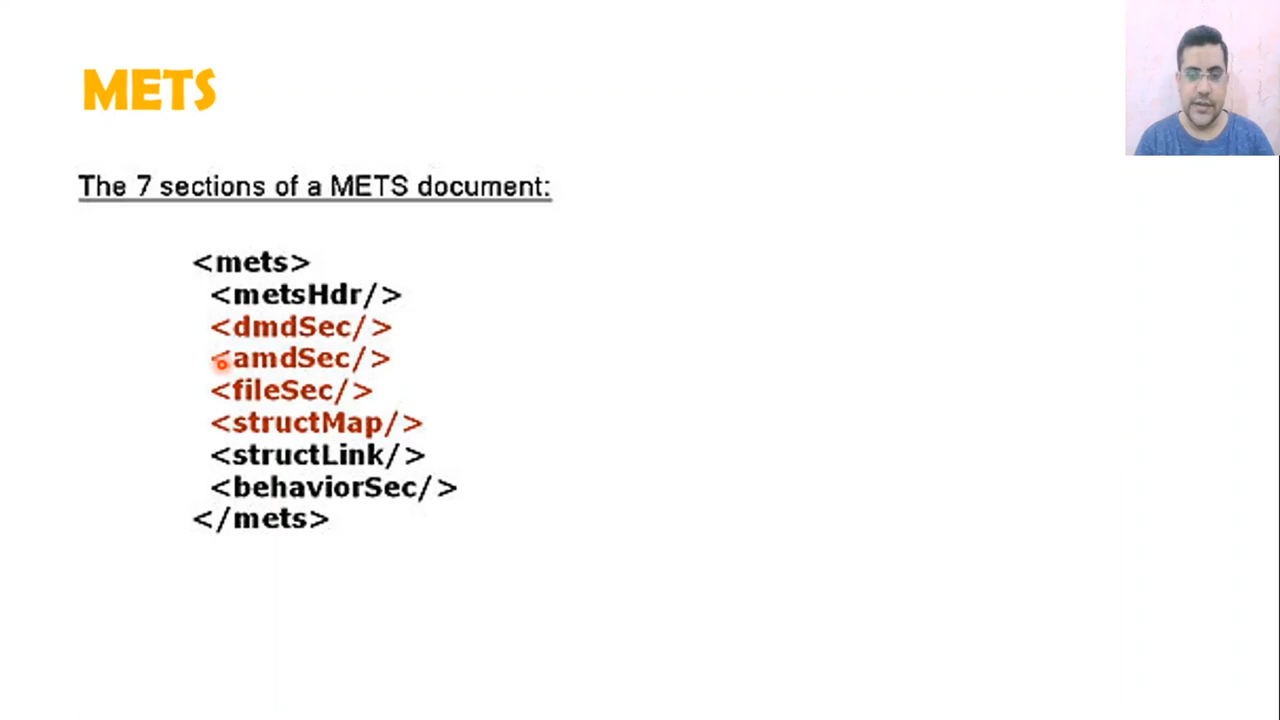 METS
The 7 sections of a METS document:
<mets>
<metsHdr/>
<dmdSec/>
<amdSec/>
<fileSec/>
<structMap/>
<structLink/>
<behaviorSec/>
</mets>